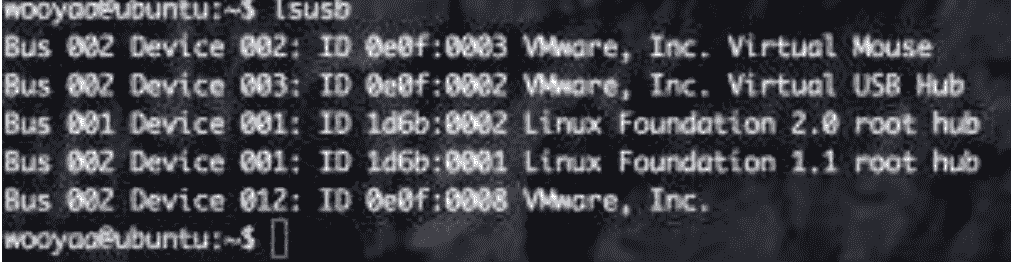 wooyaa@ubuntu:~$ lsusb
Bus 002 Device 002: ID 0e0f:0003 VMware, Inc. Virtual Mouse
Bus 002 Device 003: ID 0e0f:0002 VMware, Inc. Virtual USB Hub
Bus 001 Device 001: ID 1d6b:0002 Linux Foundation 2.0 root hub
Bus 002 Device 001: ID 1d6b:0001 Linux Foundation 1.1 root hub
Bus 002 Device 012: ID 0e0f:0008 VMware, Inc.
wooyaa@ubuntu:~$